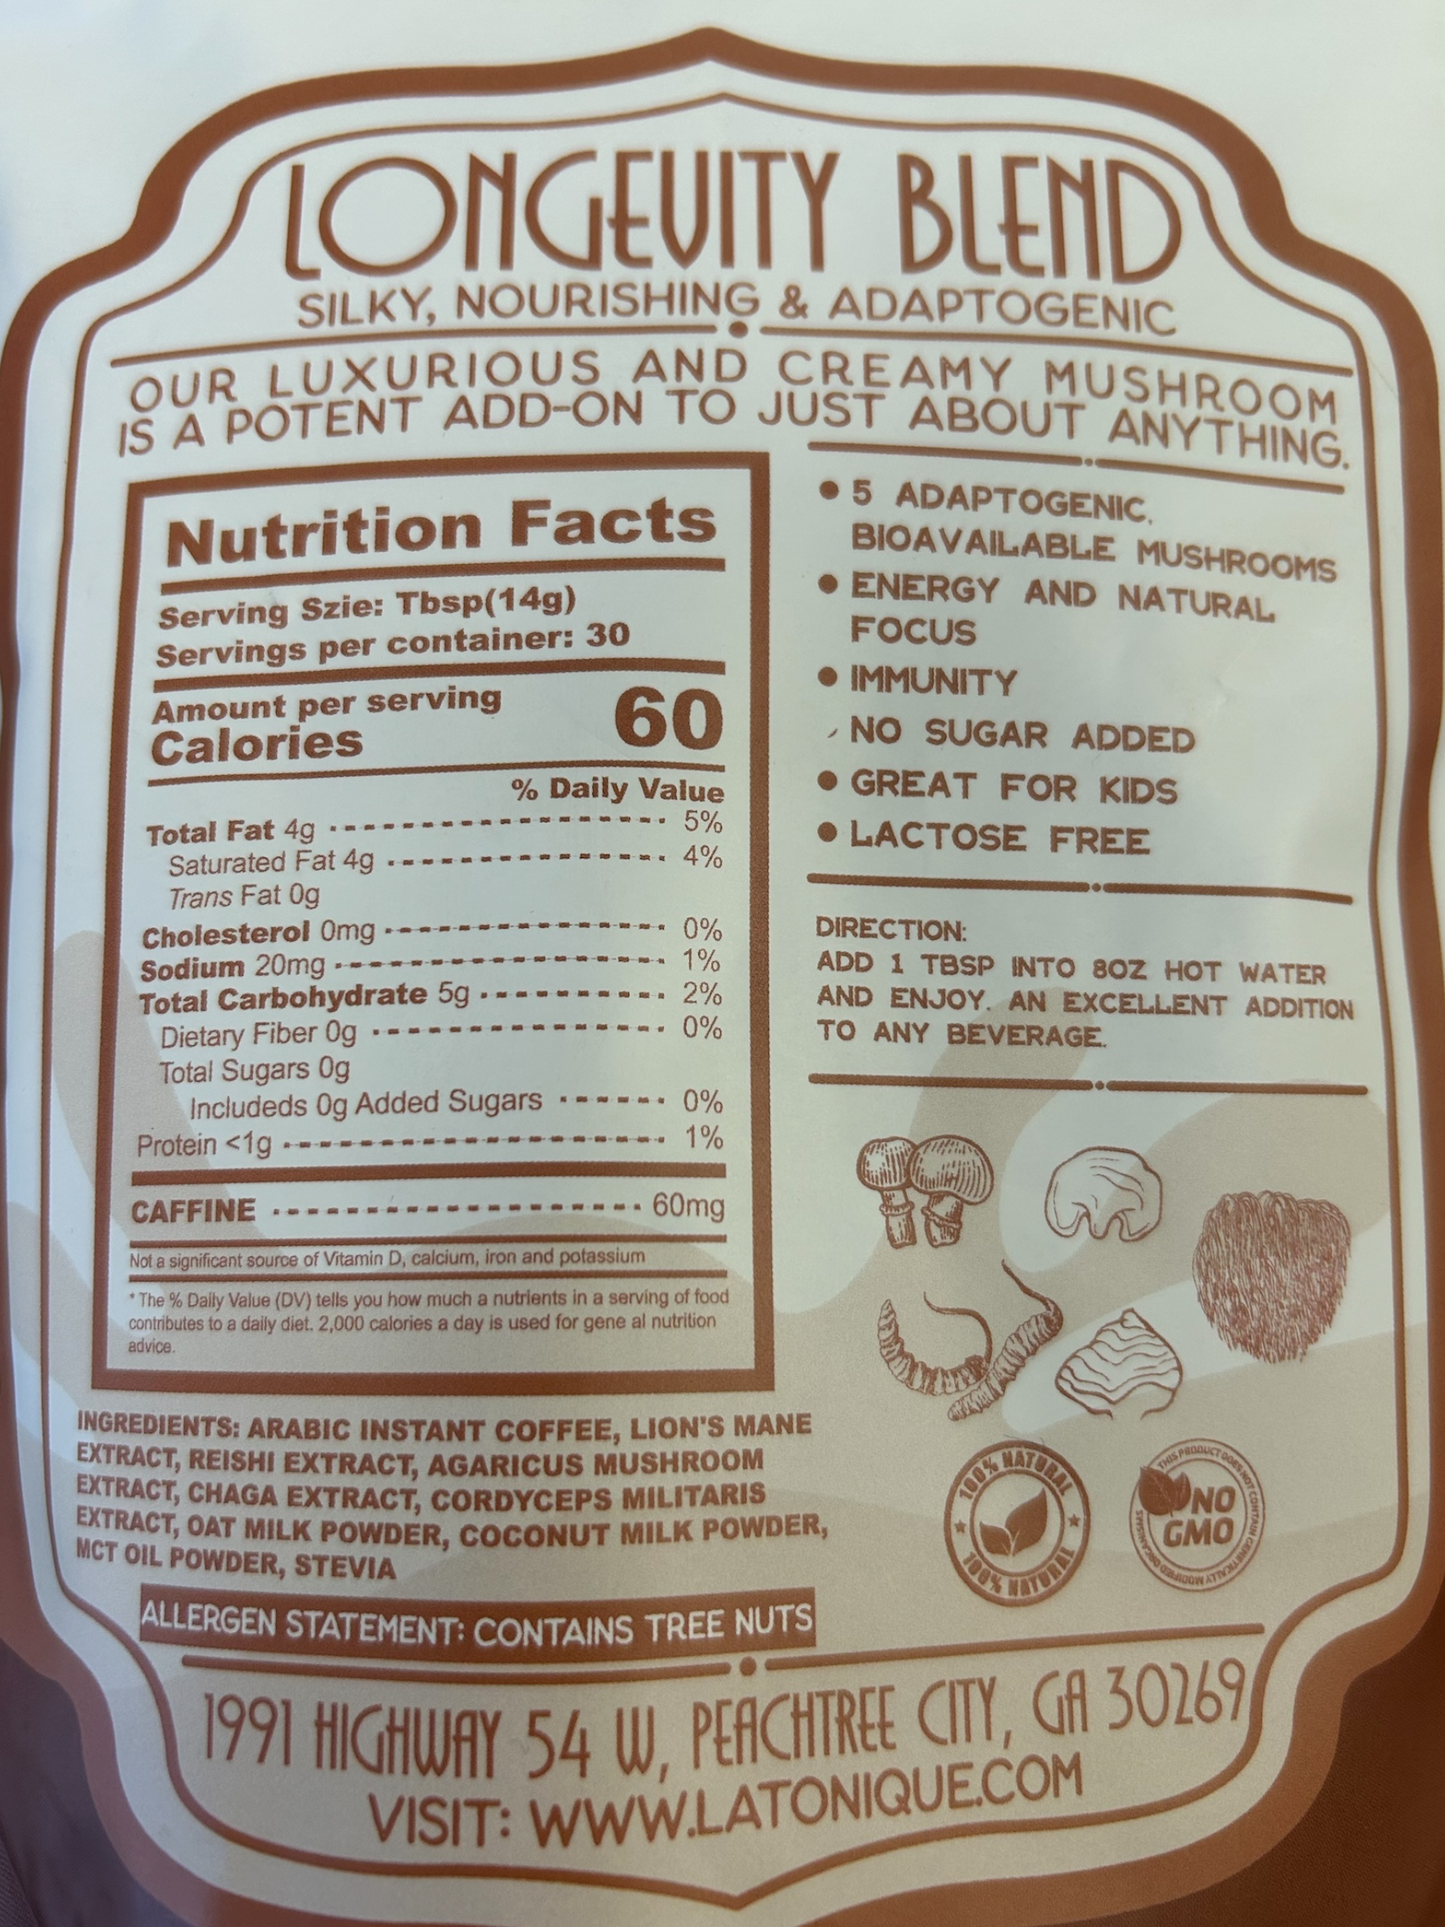 LONGEVITY BLEND
SILKY, NOURISHING & ADAPTOGENIC
OUR LUXURIOUS AND CREAMY MUSHROOM
IS A POTENT ADD-ON TO JUST ABOUT ANYTHING.
Nutrition Facts
Serving Szie: Tbsp(14g)
Servings per container: 30
Amount per serving
Calories 60
% Daily Value
Total Fat 4g 5%
Saturated Fat 4g 4%
Trans Fat 0g
Cholesterol 0mg 0%
Sodium 20mg 1%
Total Carbohydrate 5g 2%
Dietary Fiber 0g 0%
Total Sugars 0g
Includeds 0g Added Sugars 0%
Protein <1g 1%
CAFFINE 60mg
Not a significant source of Vitamin D, calcium, iron and potassium
* The % Daily Value (DV) tells you how much a nutrients in a serving of food
contributes to a daily diet. 2,000 calories a day is used for gene al nutrition
advice.
• 5 ADAPTOGENIC,
BIOAVAILABLE MUSHROOMS
• ENERGY AND NATURAL
FOCUS
• IMMUNITY
NO SUGAR ADDED
• GREAT FOR KIDS
• LACTOSE FREE
DIRECTION:
ADD 1 TBSP INTO 8OZ HOT WATER
AND ENJOY. AN EXCELLENT ADDITION
TO ANY BEVERAGE.
INGREDIENTS: ARABIC INSTANT COFFEE, LION'S MANE
EXTRACT, REISHI EXTRACT, AGARICUS MUSHROOM
EXTRACT, CHAGA EXTRACT, CORDYCEPS MILITARIS
EXTRACT, OAT MILK POWDER, COCONUT MILK POWDER,
MCT OIL POWDER, STEVIA
ALLERGEN STATEMENT: CONTAINS TREE NUTS
100% NATURAL
100% NATURAL
THIS PRODUCT DOES NOT CONTAIN GENETICALLY MODIFIED ORGANISMS
NO
GMO
1991 HIGHWAY 54 W, PEACHTREE CITY, GA 30269
VISIT: WWW.LATONIQUE.COM